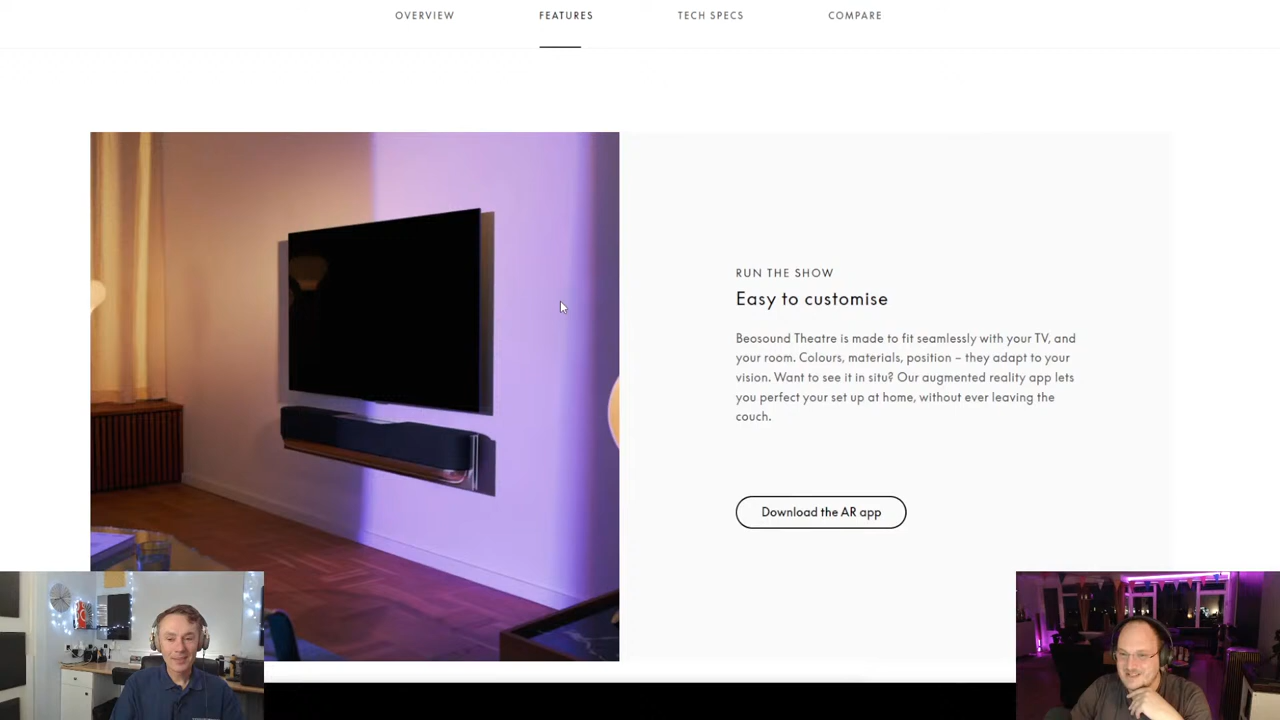 OVERVIEW
FEATURES
TECH SPECS
COMPARE
RUN THE SHOW
Easy to customise
Beosound Theatre is made to fit seamlessly with your TV, and
your room. Colours, materials, position – they adapt to your
vision. Want to see it in situ? Our augmented reality app lets
you perfect your set up at home, without ever leaving the
couch.
Download the AR app